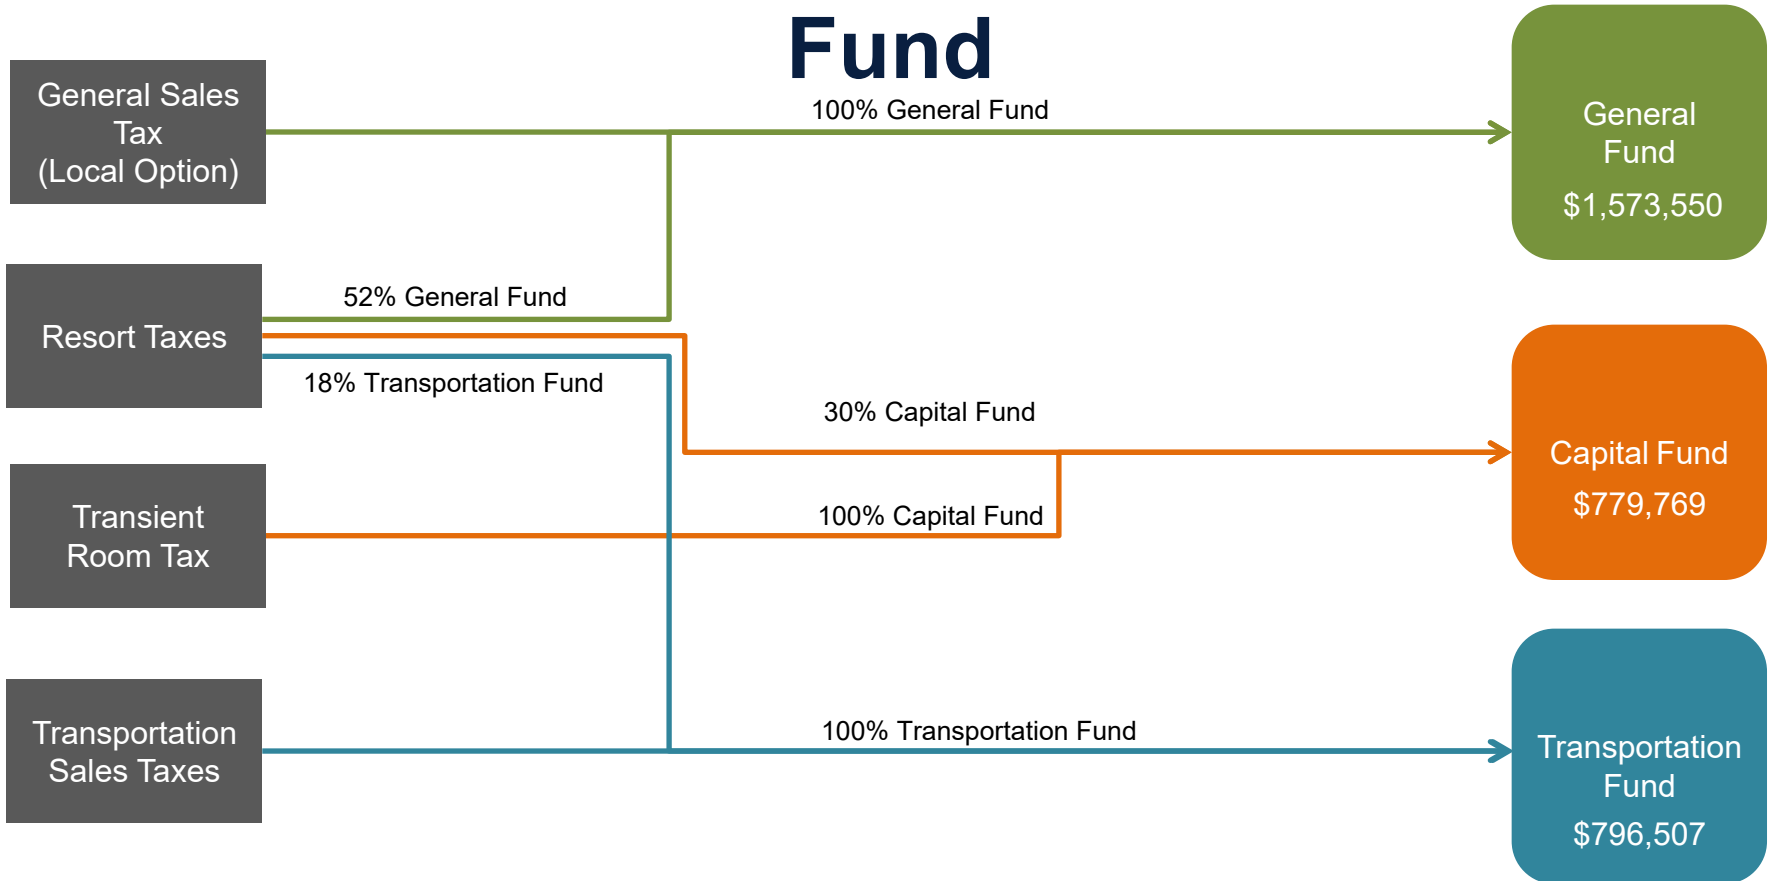 Fund
General Sales
Tax
(Local Option)
100% General Fund
General
Fund
$1,573,550
Resort Taxes
52% General Fund
18% Transportation Fund
30% Capital Fund
Capital Fund
$779,769
Transient
Room Tax
100% Capital Fund
Transportation
Sales Taxes
100% Transportation Fund
Transportation
Fund
$796,507